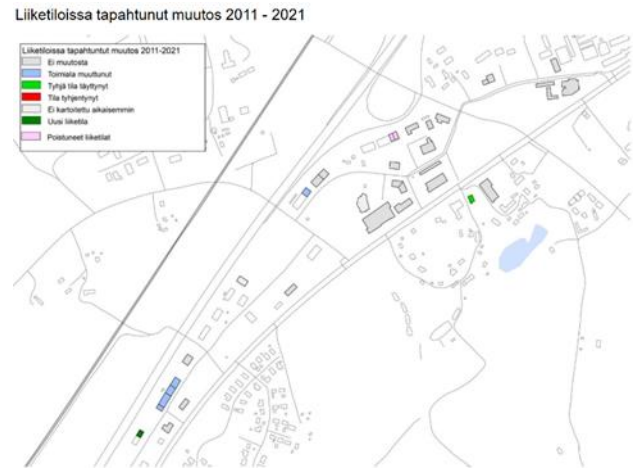 Liiketiloissa tapahtunut muutos 2011 - 2021
Liiketiloissa tapahtuntut muutos 2011-2021
Ei muutosta
Toimiala muuttunut
Tyhjä tila täyttynyt
Tila tyhjentynyt
Ei kartoitettu aikaisemmin
Uusi liiketila
Poistuneet liiketilat